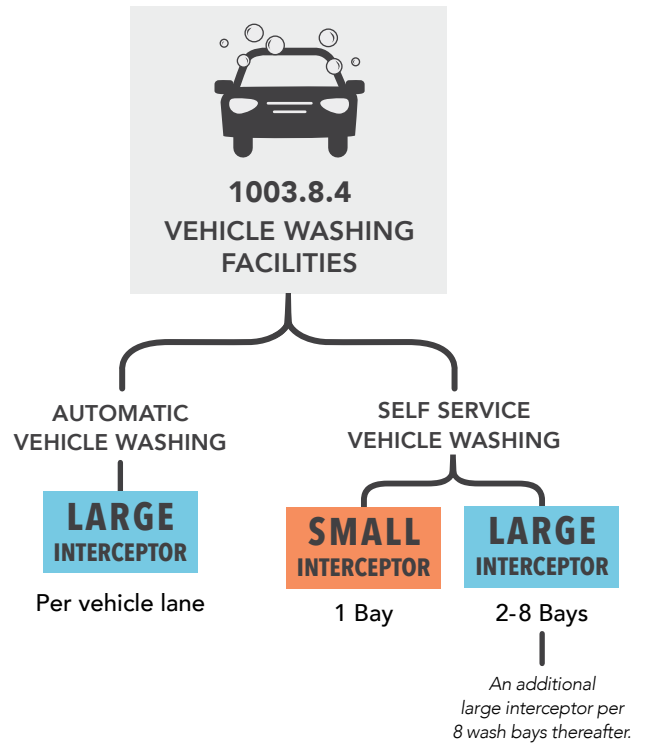 1003.8.4
VEHICLE WASHING
FACILITIES
AUTOMATIC
VEHICLE WASHING
LARGE
INTERCEPTOR
Per vehicle lane
SELF SERVICE
VEHICLE WASHING
SMALL
INTERCEPTOR
1 Bay
LARGE
INTERCEPTOR
2-8 Bays
An additional
large interceptor per
8 wash bays thereafter.